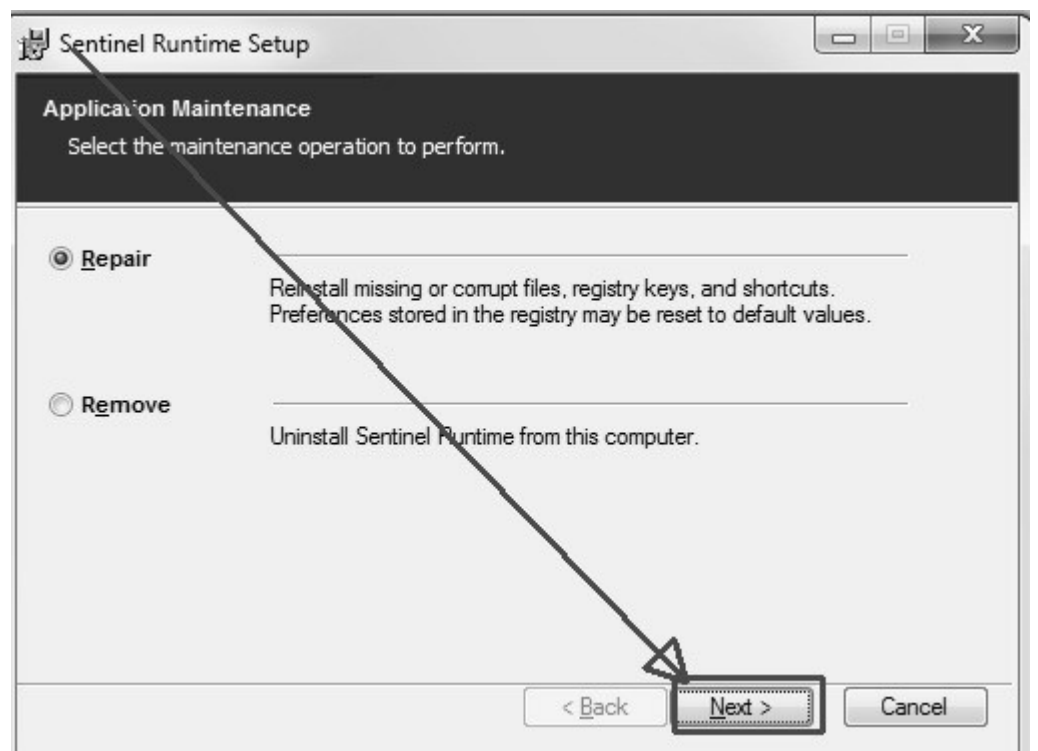 Sentinel Runtime Setup
Application Maintenance
Select the maintenance operation to perform.
Repair
Reinstall missing or corrupt files, registry keys, and shortcuts.
Preferences stored in the registry may be reset to default values.
Remove
Uninstall Sentinel Runtime from this computer.
< Back Next > Cancel